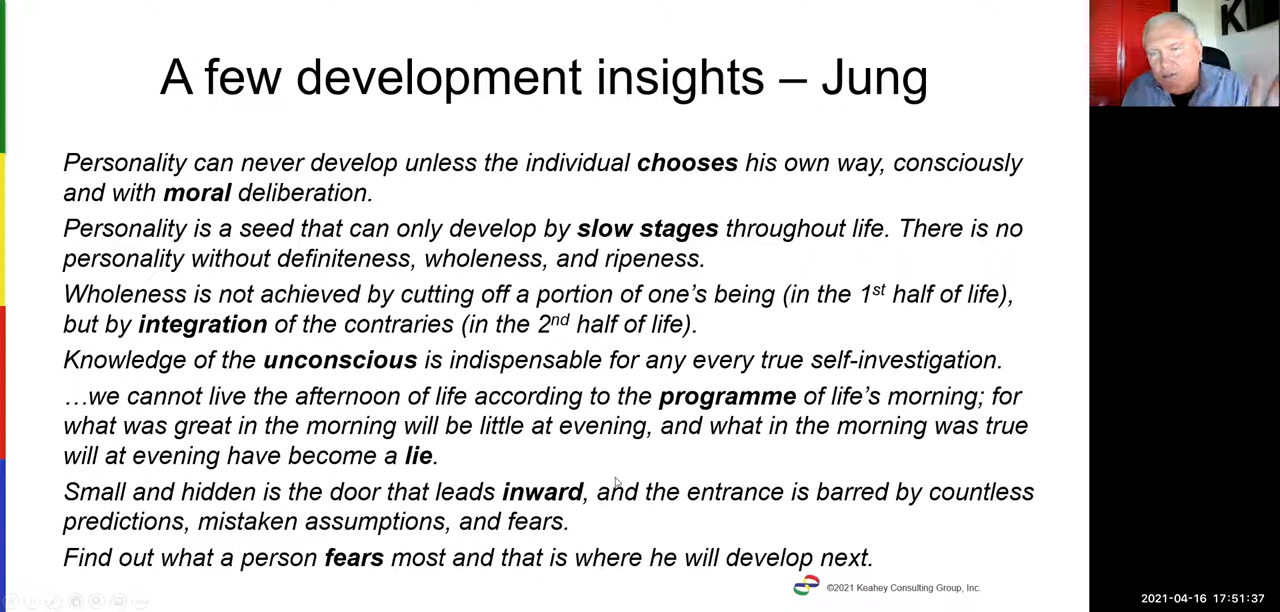 A few development insights – Jung
Personality can never develop unless the individual chooses his own way, consciously
and with moral deliberation.
Personality is a seed that can only develop by slow stages throughout life. There is no
personality without definiteness, wholeness, and ripeness.
Wholeness is not achieved by cutting off a portion of one's being (in the 1st half of life),
but by integration of the contraries (in the 2nd half of life).
Knowledge of the unconscious is indispensable for any every true self-investigation.
…we cannot live the afternoon of life according to the programme of life's morning; for
what was great in the morning will be little at evening, and what in the morning was true
will at evening have become a lie.
Small and hidden is the door that leads inward, and the entrance is barred by countless
predictions, mistaken assumptions, and fears.
Find out what a person fears most and that is where he will develop next.
©2021 Keahey Consulting Group, Inc.
K
2021-04-16 17:51:37